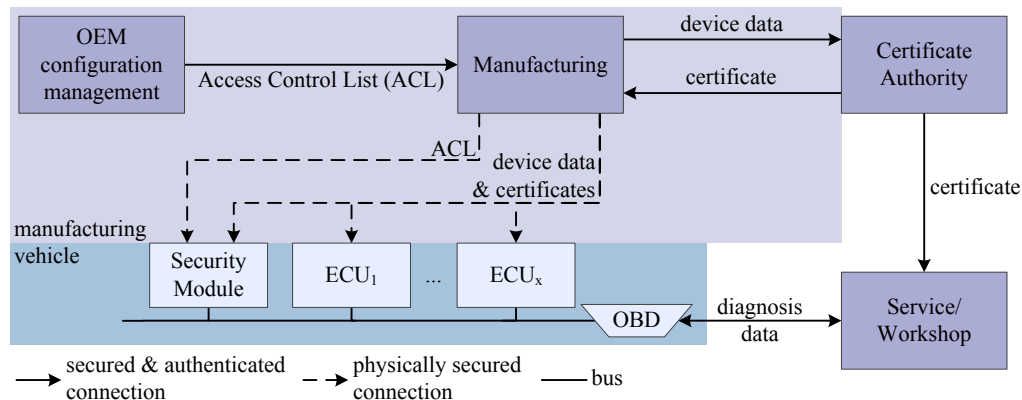 OEM
configuration
management
Access Control List (ACL)
Manufacturing
device data
certificate
Certificate
Authority
ACL
device data
& certificates
certificate
manufacturing
vehicle
Security
Module
ECU1
...
ECUx
OBD
diagnosis
data
Service/
Workshop
secured & authenticated
connection
physically secured
connection
bus